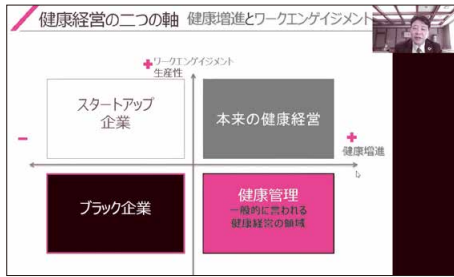 健康経営の二つの軸 健康増進とワークエンゲイジメント
+ワークエンゲイジメント
生産性
スタートアップ
企業
本来の健康経営
-
+
健康増進
ブラック企業
健康管理
一般的に言われる
健康経営の領域